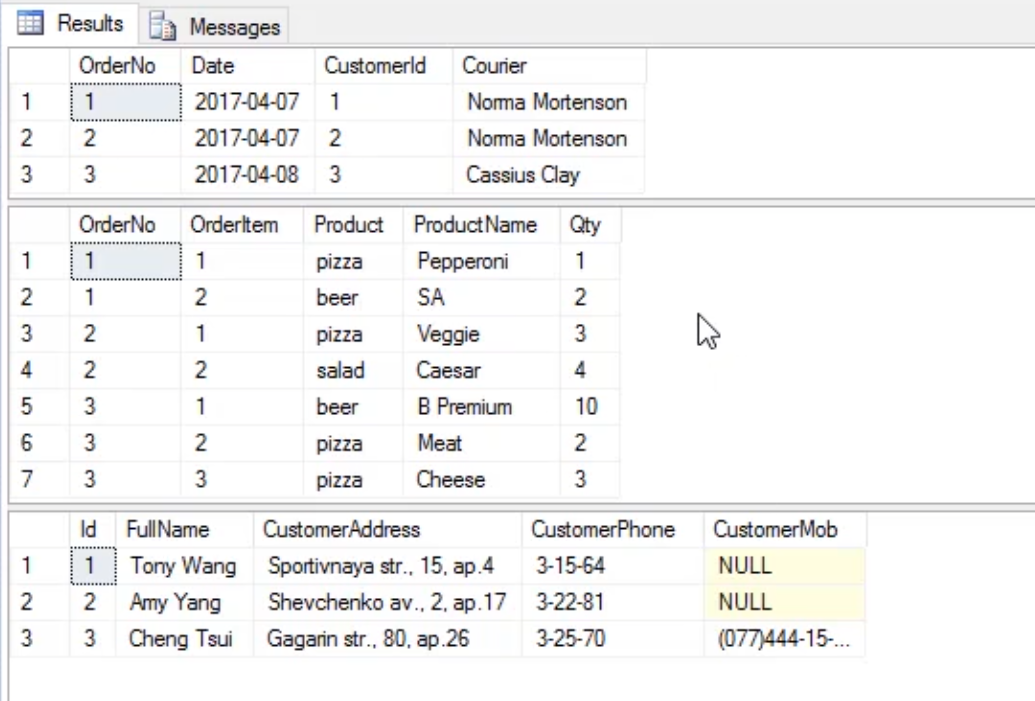 Results Messages
OrderNo Date CustomerId Courier
1 1 2017-04-07 1 Norma Mortenson
2 2 2017-04-07 2 Norma Mortenson
3 3 2017-04-08 3 Cassius Clay
OrderNo OrderItem Product ProductName Qty
1 1 1 pizza Pepperoni 1
2 1 2 beer SA 2
3 2 1 pizza Veggie 3
4 2 2 salad Caesar 4
5 3 1 beer B Premium 10
6 3 2 pizza Meat 2
7 3 3 pizza Cheese 3
Id FullName CustomerAddress CustomerPhone CustomerMob
1 1 Tony Wang Sportivnaya str., 15, ap.4 3-15-64 NULL
2 2 Amy Yang Shevchenko av., 2, ap.17 3-22-81 NULL
3 3 Cheng Tsui Gagarin str., 80, ap.26 3-25-70 (077)444-15-...